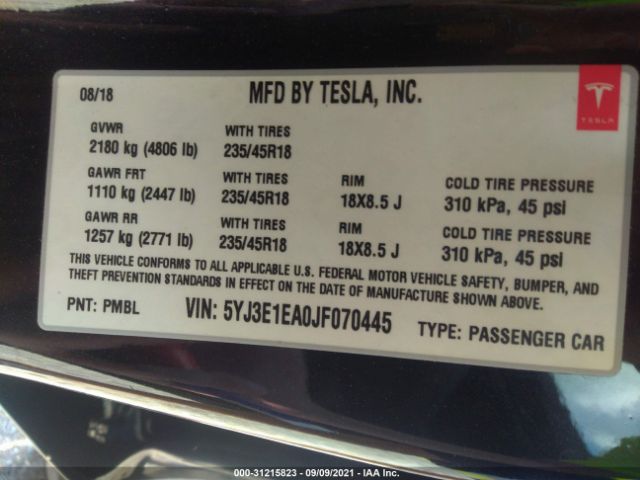 08/18 MFD BY TESLA, INC.
TESLA
GVWR WITH TIRES
2180 kg (4806 lb) 235/45R18
GAWR FRT WITH TIRES RIM COLD TIRE PRESSURE
1110 kg (2447 lb) 235/45R18 18X8.5 J 310 kPa, 45 psi
GAWR RR WITH TIRES RIM COLD TIRE PRESSURE
1257 kg (2771 lb) 235/45R18 18X8.5 J 310 kPa, 45 psi
THIS VEHICLE CONFORMS TO ALL APPLICABLE U.S. FEDERAL MOTOR VEHICLE SAFETY, BUMPER, AND
THEFT PREVENTION STANDARDS IN EFFECT ON THE DATE OF MANUFACTURE SHOWN ABOVE.
PNT: PMBL VIN: 5YJ3E1EA0JF070445 TYPE: PASSENGER CAR
000-31215823 - 09/09/2021 - IAA Inc.